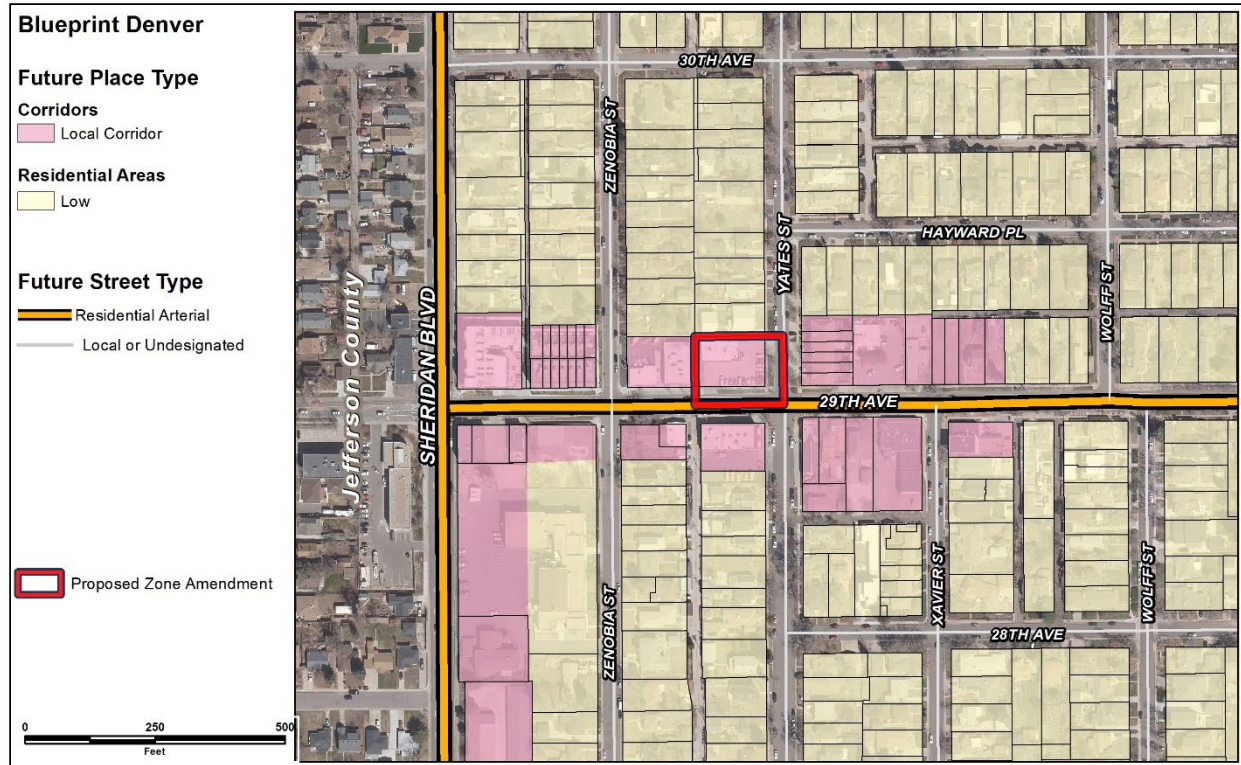 Blueprint Denver
Future Place Type
Corridors
Local Corridor
Residential Areas
Low
Future Street Type
Residential Arterial
Local or Undesignated
Proposed Zone Amendment
0 250 500
Feet
Jefferson County
SHERIDAN BLVD
30TH AVE
ZENOBIA ST
YATES ST
HAYWARD PL
WOLFF ST
29TH AVE
ZENOBIA ST
XAVIER ST
WOLFF ST
28TH AVE